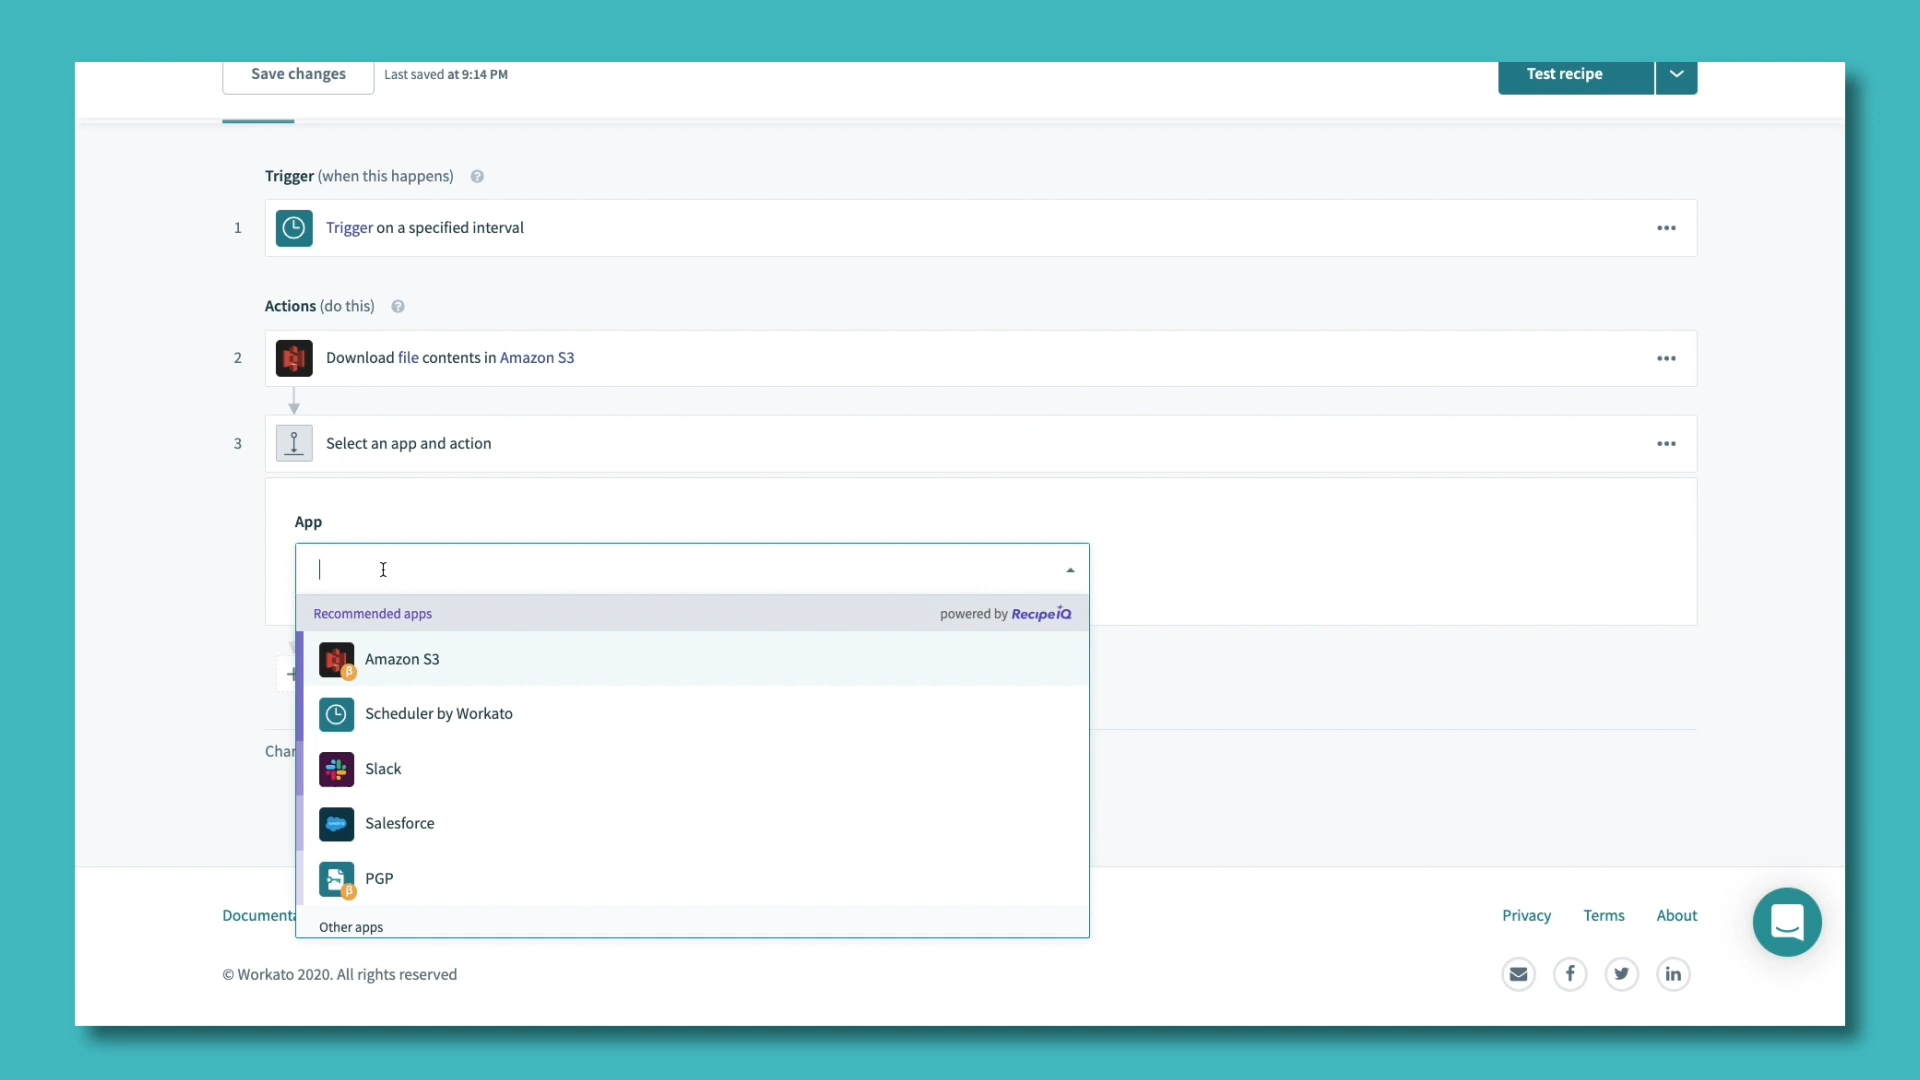 Save changes
Last saved at 9:14 PM
Test recipe
Trigger (when this happens) ?
1 Trigger on a specified interval
Actions (do this) ?
2 Download file contents in Amazon S3
3 Select an app and action
App
Recommended apps powered by RecipeIQ
β Amazon S3
Scheduler by Workato
Slack
Salesforce
β PGP
Other apps
Privacy Terms About
© Workato 2020. All rights reserved